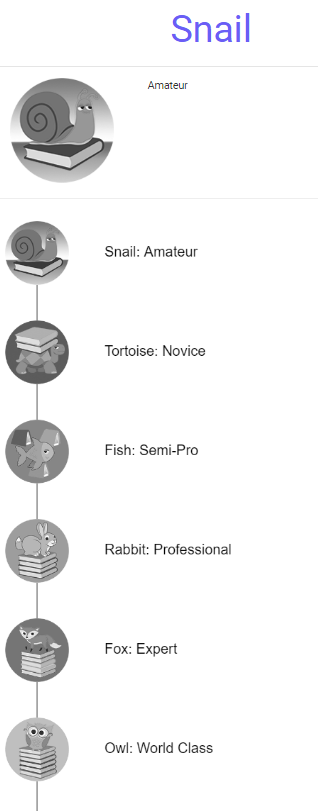 Snail
Amateur
Snail: Amateur
Tortoise: Novice
Fish: Semi-Pro
Rabbit: Professional
Fox: Expert
Owl: World Class